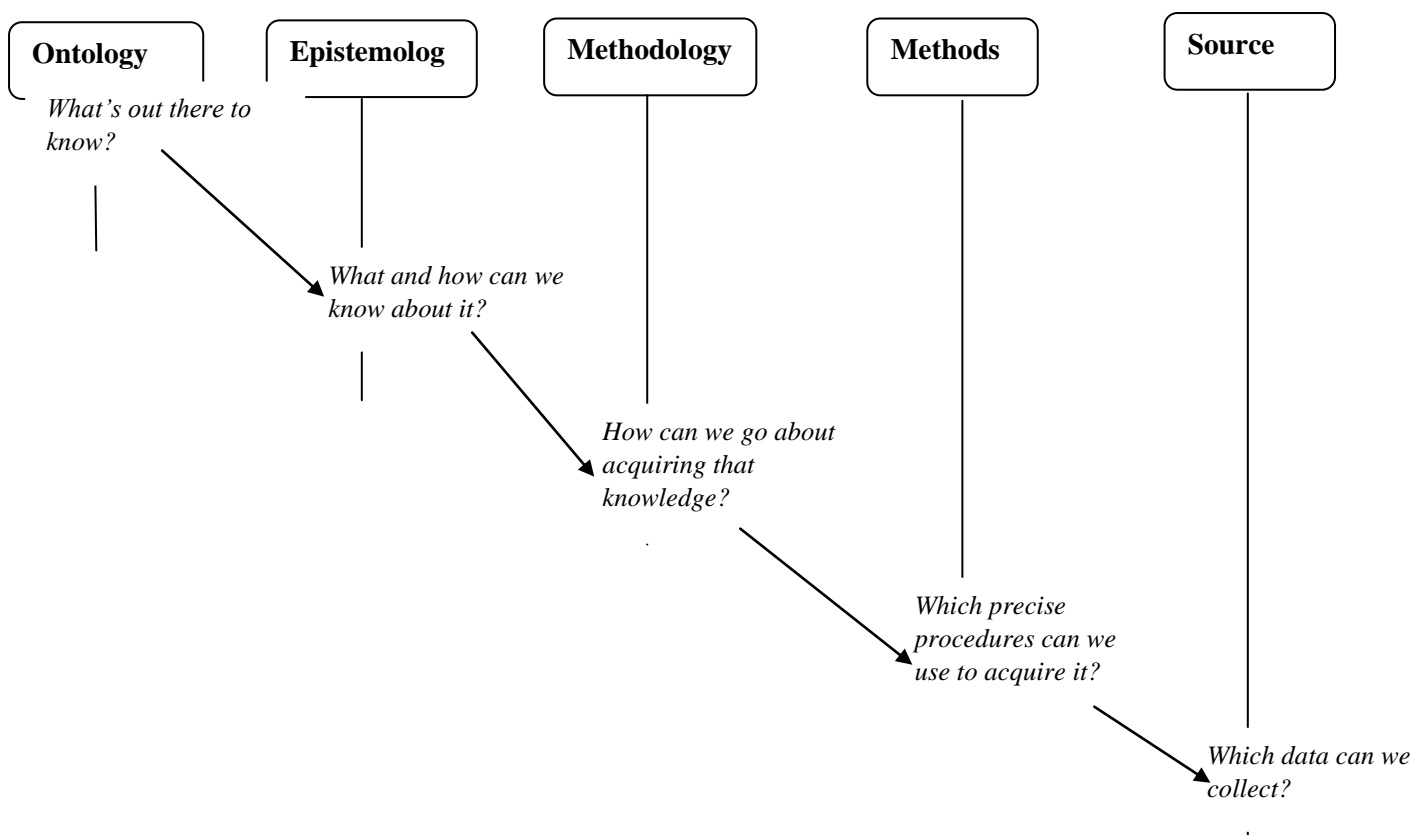 Ontology
Epistemolog
Methodology
Methods
Source
What's out there to
know?
What and how can we
know about it?
How can we go about
acquiring that
knowledge?
Which precise
procedures can we
use to acquire it?
Which data can we
collect?